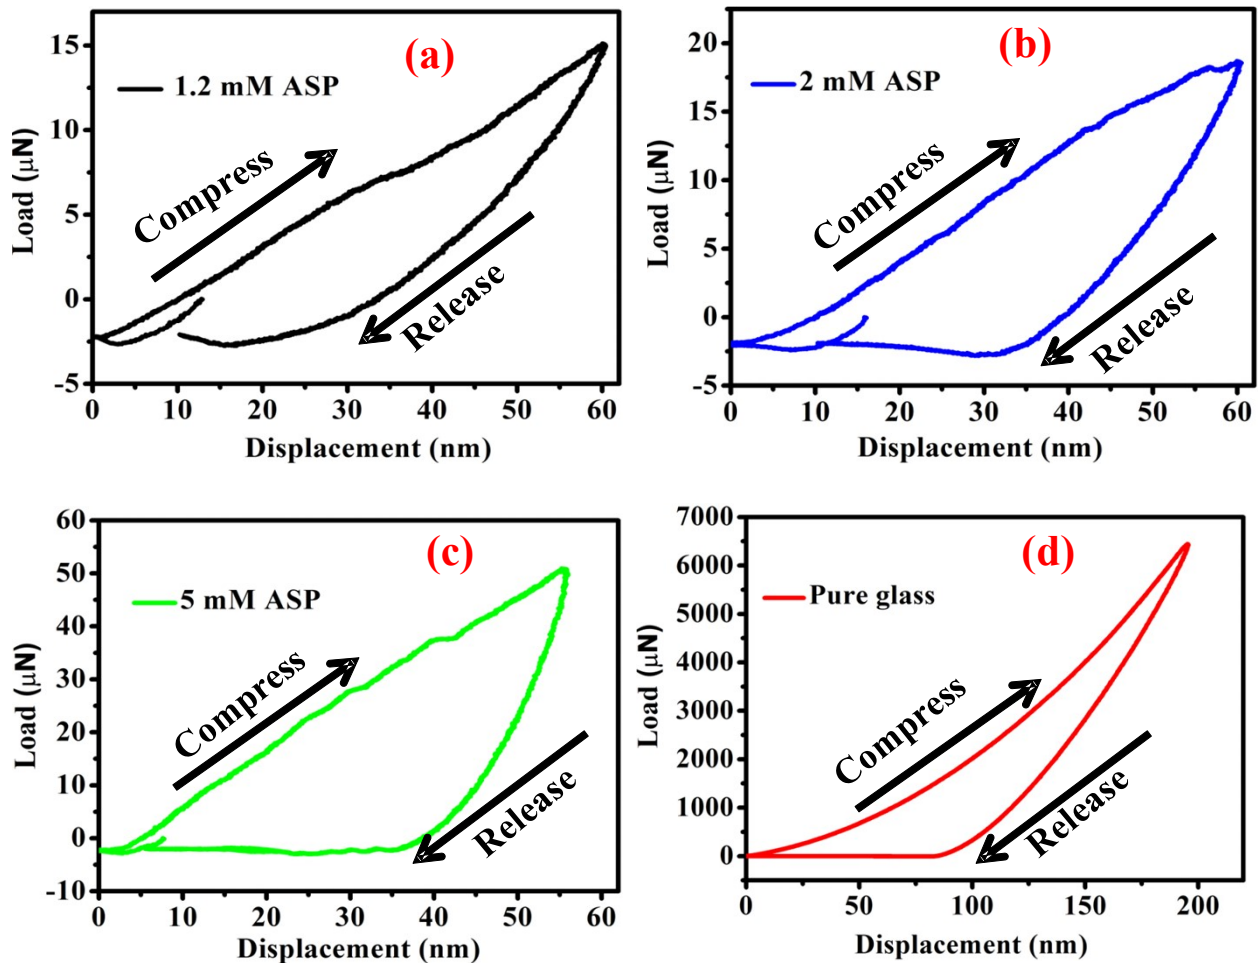 (a)
1.2 mM ASP
Compress
Release
Load (μN)
15
10
5
0
-5
0 10 20 30 40 50 60
Displacement (nm)
(b)
2 mM ASP
Compress
Release
Load (μN)
20
15
10
5
0
-5
0 10 20 30 40 50 60
Displacement (nm)
(c)
5 mM ASP
Compress
Release
Load (μN)
60
50
40
30
20
10
0
-10
0 10 20 30 40 50 60
Displacement (nm)
(d)
Pure glass
Compress
Release
Load (μN)
7000
6000
5000
4000
3000
2000
1000
0
0 50 100 150 200
Displacement (nm)